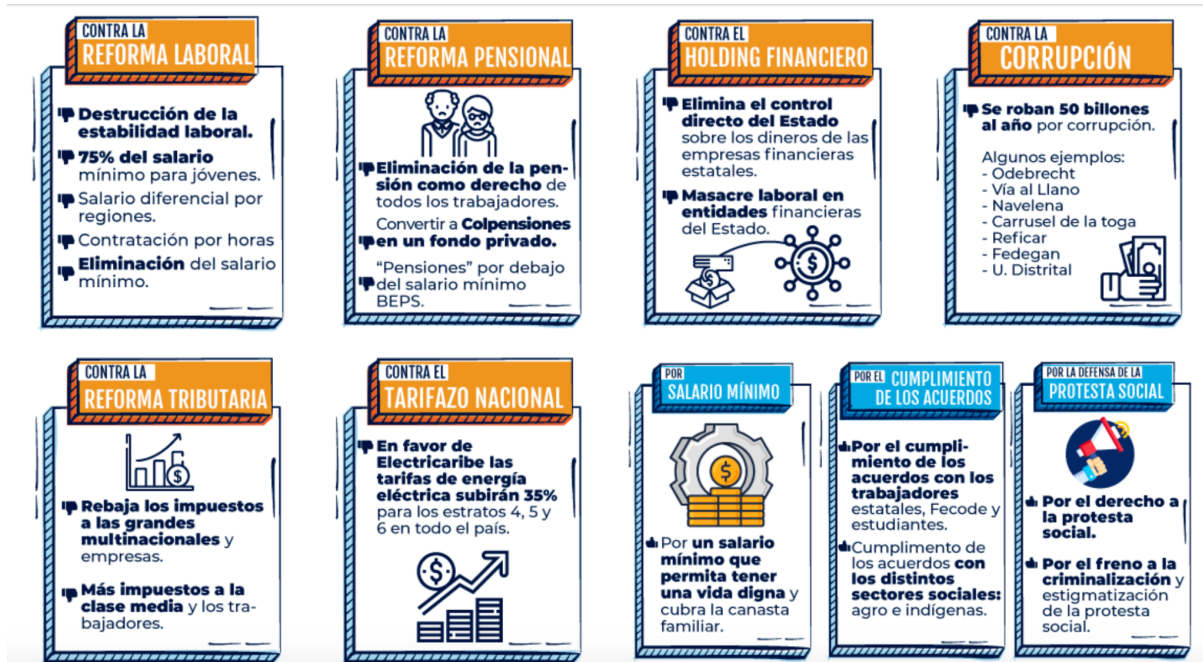 CONTRA LA
REFORMA LABORAL
Destrucción de la
estabilidad laboral.
75% del salario
mínimo para jóvenes.
Salario diferencial por
regiones.
Contratación por horas
Eliminación del salario
mínimo.
CONTRA LA
REFORMA PENSIONAL
Eliminación de la pen-
sión como derecho de
todos los trabajadores.
Convertir a Colpensiones
en un fondo privado.
"Pensiones" por debajo
del salario mínimo
BEPS.
CONTRA EL
HOLDING FINANCIERO
Elimina el control
directo del Estado
sobre los dineros de las
empresas financieras
estatales.
Masacre laboral en
entidades financieras
del Estado.
$
$
CONTRA LA
CORRUPCIÓN
Se roban 50 billones
al año por corrupción.
Algunos ejemplos:
- Odebrecht
- Vía al Llano
- Navelena
- Carrusel de la toga
- Reficar
- Fedegan
- U. Distrital
CONTRA LA
REFORMA TRIBUTARIA
$
Rebaja los impuestos
a las grandes
multinacionales y
empresas.
Más impuestos a la
clase media y los tra-
bajadores.
CONTRA EL
TARIFAZO NACIONAL
En favor de
Electricaribe las
tarifas de energía
eléctrica subirán 35%
para los estratos 4, 5 y
6 en todo el país.
$
POR
SALARIO MÍNIMO
$
Por un salario
mínimo que
permita tener
una vida digna y
cubra la canasta
familiar.
POR EL CUMPLIMIENTO
DE LOS ACUERDOS
Por el cumpli-
miento de los
acuerdos con los
trabajadores
estatales, Fecode y
estudiantes.
Cumplimento de
los acuerdos con
los distintos
sectores sociales:
agro e indígenas.
POR LA DEFENSA DE LA
PROTESTA SOCIAL
Por el derecho a
la protesta
social.
Por el freno a la
criminalización y
estigmatización
de la protesta
social.